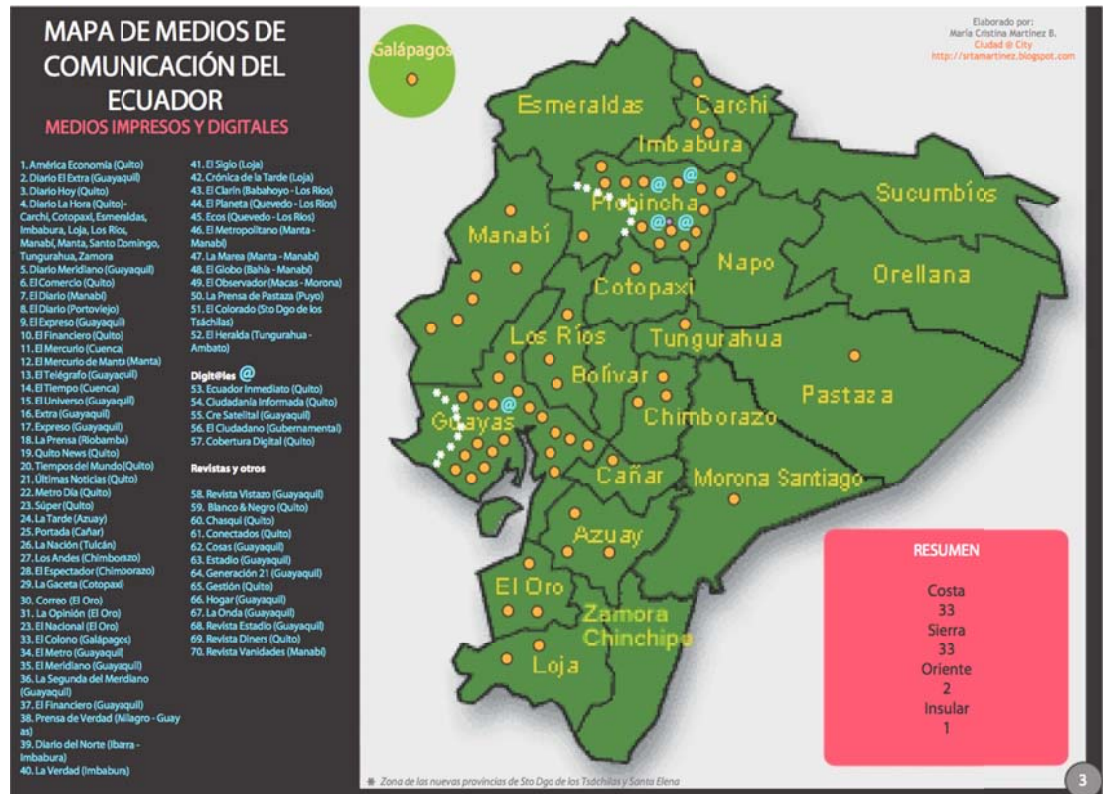 MAPA DE MEDIOS DE
COMUNICACIÓN DEL
ECUADOR
MEDIOS IMPRESOS Y DIGITALES
1. América Economía (Quito)
2. Diario El Extra (Guayaquil)
3. Diario Hoy (Quito)
4. Diario La Hora (Quito)-
Carchi, Cotopaxi, Esmeraldas,
Imbabura, Loja, Los Ríos,
Manabí, Manta, Santo Domingo,
Tungurahua, Zamora
5. Diario Meridiano (Guyaquil)
6. El Comercio (Quito)
7. El Diario (Manabí)
8. El Diario (Portoviejo)
9. El Expreso (Guayaquil)
10. El Financiero (Quito)
11. El Mercurio (Cuenca)
12. El Mercurio de Manta (Manta)
13. El Telégrafo (Guayaquil)
14. El Tiempo (Cuenca)
15. El Universo (Guayaquil)
16. Extra (Guayaquil)
17. Expreso (Guayaquil)
18. La Prensa (Riobamba)
19. Quito News (Quito)
20. Tiempos del Mundo(Quito)
21. Últimas Noticias (Quito)
22. Metro Día (Quito)
23. Súper (Quito)
24. La Tarde (Azuay)
25. Portada (Cañar)
26. La Nación (Tulcán)
27. Los Andes (Chimborazo)
28. El Espectador (Chimborazo)
29. La Gaceta (Cotopaxi
30. Correo (El Oro)
31. La Opinión (El Oro)
23. El Nacional (El Oro)
33. El Colono (Galápagos)
34. El Metro (Guayaquil
35. El Meridiano (Guayaquil)
36. La Segunda del Merdiano
(Guayaquil)
37. El Financiero (Guayaquil)
38. Prensa de Verdad (Milagro - Guay
as)
39. Diario del Norte (Ibarra -
Imbabura)
40. La Verdad (Imbabura)
41. El Siglo (Loja)
42. Crónica de la Tarde (Loja)
43. El Clarín (Babahoyo - Los Ríos)
44. El Planeta (Quevedo - Los Ríos)
45. Ecos (Quevedo - Los Ríos)
46. El Metropolitano (Manta -
Manabí)
47. La Marea (Manta - Manabí)
48. El Globo (Bahía - Manabí)
49. El Observador(Macas - Morona)
50. La Prensa de Pastaza (Puyo)
51. El Colorado (Sto Dgo de los
Tsáchilas)
52. El Heralda (Tungurahua -
Ambato)
Digit@les @
53. Ecuador Inmediato (Quito)
54. Ciudadanía Informada (Quito)
55. Cre Satelital (Guayaquil)
56. El Ciudadano (Gubernamental)
57. Cobertura Digital (Quito)
Revistas y otros
58. Revista Vistazo (Guayaquil)
59. Blanco & Negro (Quito)
60. Chasqui (Quito)
61. Conectados (Quito)
62. Cosas (Guayaquil)
63. Estadio (Guayaquil)
64. Generación 21 (Guayaquil)
65. Gestión (Quito)
66. Hogar (Guayaquil)
67. La Onda (Guayaquil)
68. Revista Estadio (Guayaquil)
69. Revista Diners (Quito)
70. Revista Vanidades (Manabí)
Elaborado por:
María Cristina Martínez B.
Ciudad @ City
http://srtamartinez.blogspot.com
Galápagos
Esmeraldas
Carchi
Imbabura
Sucumbíos
@
@
Pichincha
@
@
Manabí
Napo
Orellana
Cotopaxi
Los Ríos
Tungurahua
Bolívar
Pastaza
@
Guayas
Chimborazo
Cañar
Morona Santiago
Azuay
El Oro
Zamora
Chinchipe
Loja
RESUMEN
Costa
33
Sierra
33
Oriente
2
Insular
1
* Zona de las nuevas provincias de Sto Dgo de los Tsáchilas y Santa Elena
3